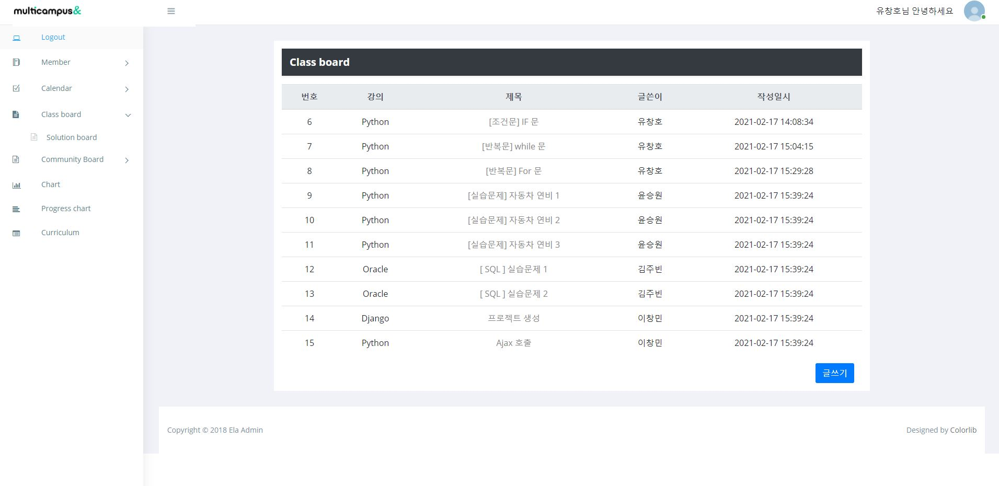 multicampus&
유창호님 안녕하세요
Logout
Member
Calendar
Class board
Solution board
Community Board
Chart
Progress chart
Curriculum
Class board
번호 강의 제목 글쓴이 작성일시
6 Python [조건문] IF 문 유창호 2021-02-17 14:08:34
7 Python [반복문] while 문 유창호 2021-02-17 15:04:15
8 Python [반복문] For 문 유창호 2021-02-17 15:29:28
9 Python [실습문제] 자동차 연비 1 윤승원 2021-02-17 15:39:24
10 Python [실습문제] 자동차 연비 2 윤승원 2021-02-17 15:39:24
11 Python [실습문제] 자동차 연비 3 윤승원 2021-02-17 15:39:24
12 Oracle [ SQL ] 실습문제 1 김주빈 2021-02-17 15:39:24
13 Oracle [ SQL ] 실습문제 2 김주빈 2021-02-17 15:39:24
14 Django 프로젝트 생성 이창민 2021-02-17 15:39:24
15 Python Ajax 호출 이창민 2021-02-17 15:39:24
글쓰기
Copyright © 2018 Ela Admin
Designed by Colorlib